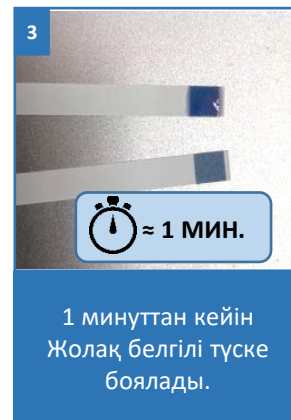 3
≈ 1 МИН.
1 минуттан кейін
Жолақ белгілі түске
боялады.